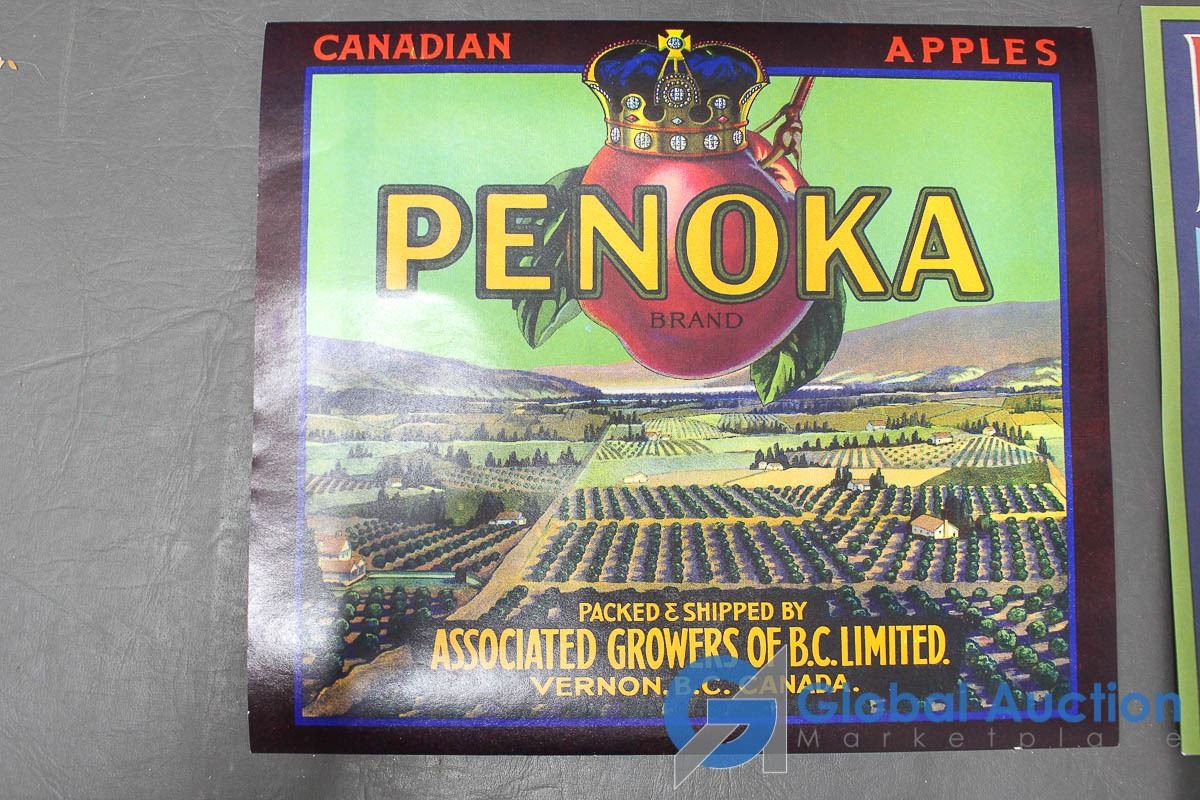 CANADIAN APPLES
PENOKA
BRAND
PACKED & SHIPPED BY
ASSOCIATED GROWERS OF B.C. LIMITED.
VERNON, B.C. CANADA.
Global Auction
Marketplace